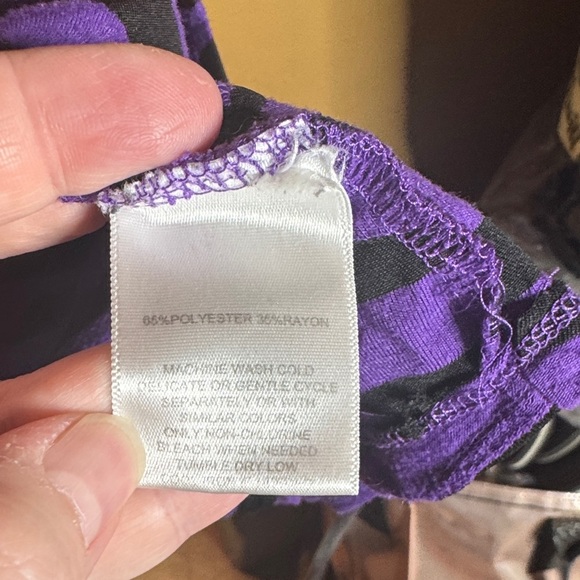 65%POLYESTER 35%RAYON
MACHINE WASH COLD
DELICATE OR GENTLE CYCLE
SEPARATELY OR WITH
SIMILAR COLORS.
ONLY NON-CHLORINE
BLEACH WHEN NEEDED
TUMBLE DRY LOW